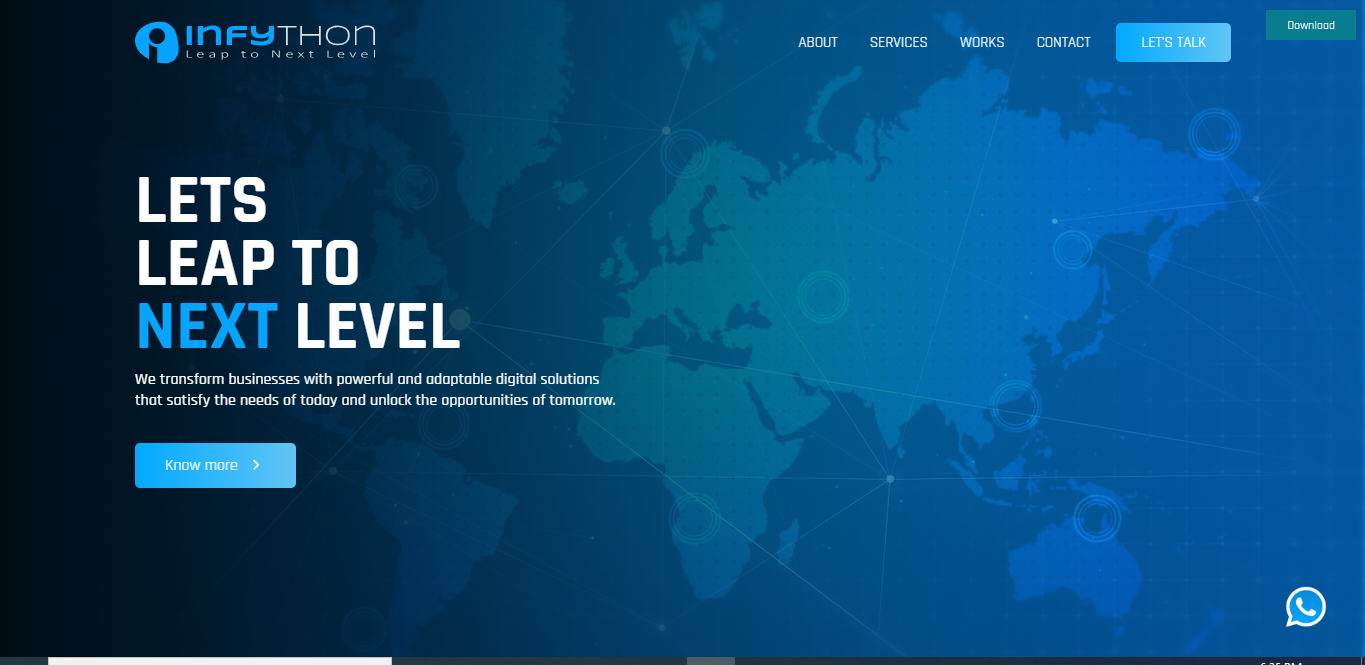 INFYTHON
Leap to Next Level
ABOUT
SERVICES
WORKS
CONTACT
LET'S TALK
Download
LETS
LEAP TO
NEXT LEVEL
We transform businesses with powerful and adaptable digital solutions
that satisfy the needs of today and unlock the opportunities of tomorrow.
Know more